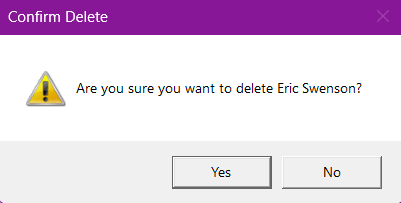 Confirm Delete
Are you sure you want to delete Eric Swenson?
Yes
No